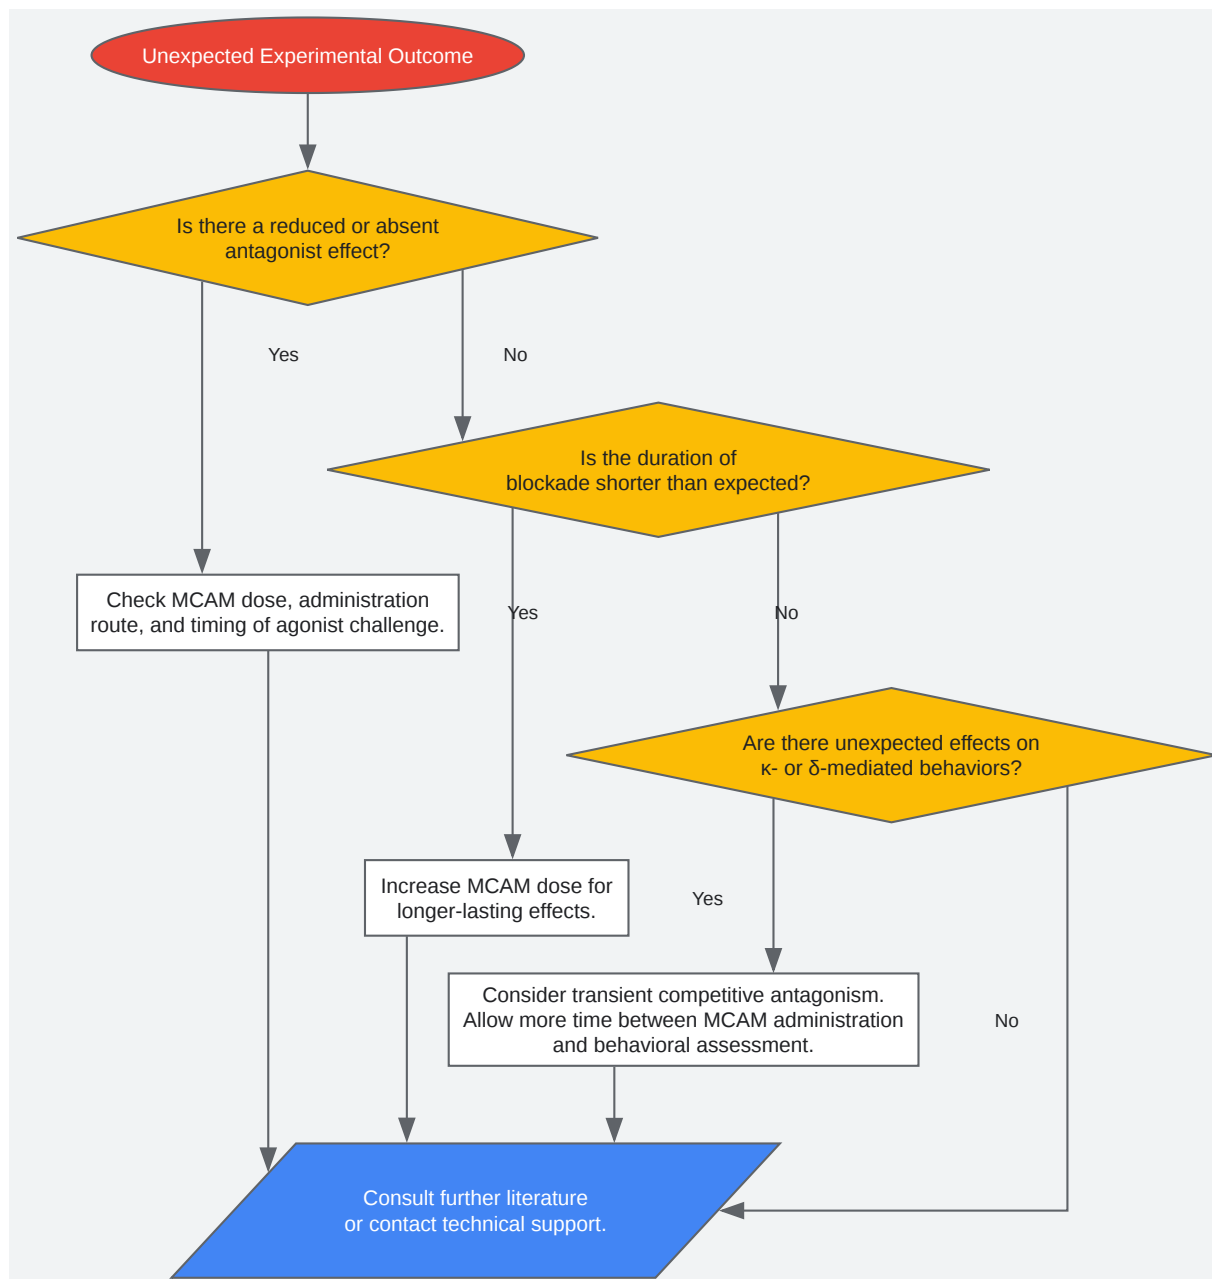 Unexpected Experimental Outcome
Is there a reduced or absent
antagonist effect?
Yes
No
Is the duration of
blockade shorter than expected?
Check MCAM dose, administration
route, and timing of agonist challenge.
Yes
No
Are there unexpected effects on
κ- or δ-mediated behaviors?
Increase MCAM dose for
longer-lasting effects.
Yes
Consider transient competitive antagonism.
Allow more time between MCAM administration
and behavioral assessment.
No
Consult further literature
or contact technical support.